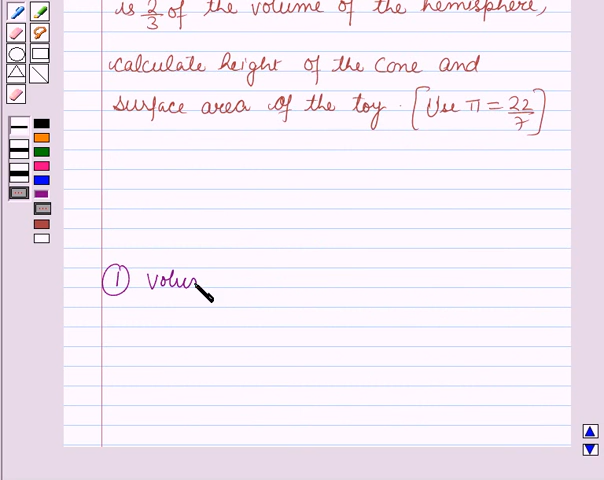 is 2/3 of the volume of the hemisphere,
calculate height of the cone and
surface area of the toy. [Use π = 22/7]
① Volu